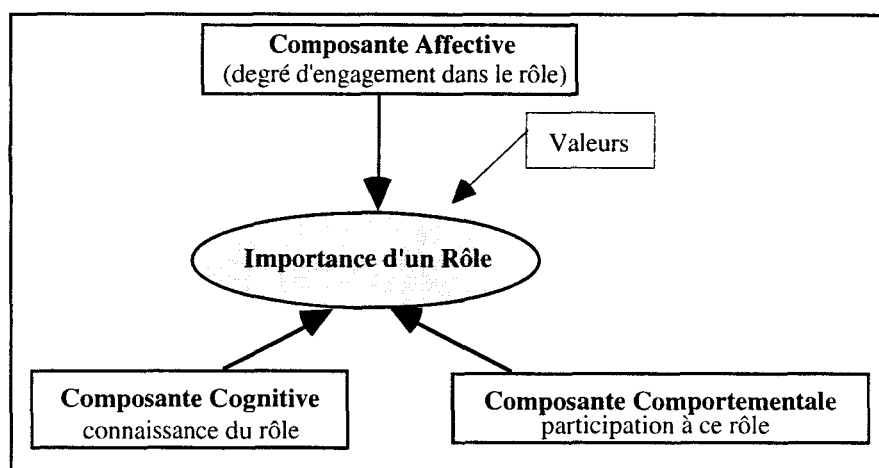 Composante Affective
(degré d'engagement dans le rôle)
Valeurs
Importance d'un Rôle
Composante Cognitive
connaissance du rôle
Composante Comportementale
participation à ce rôle